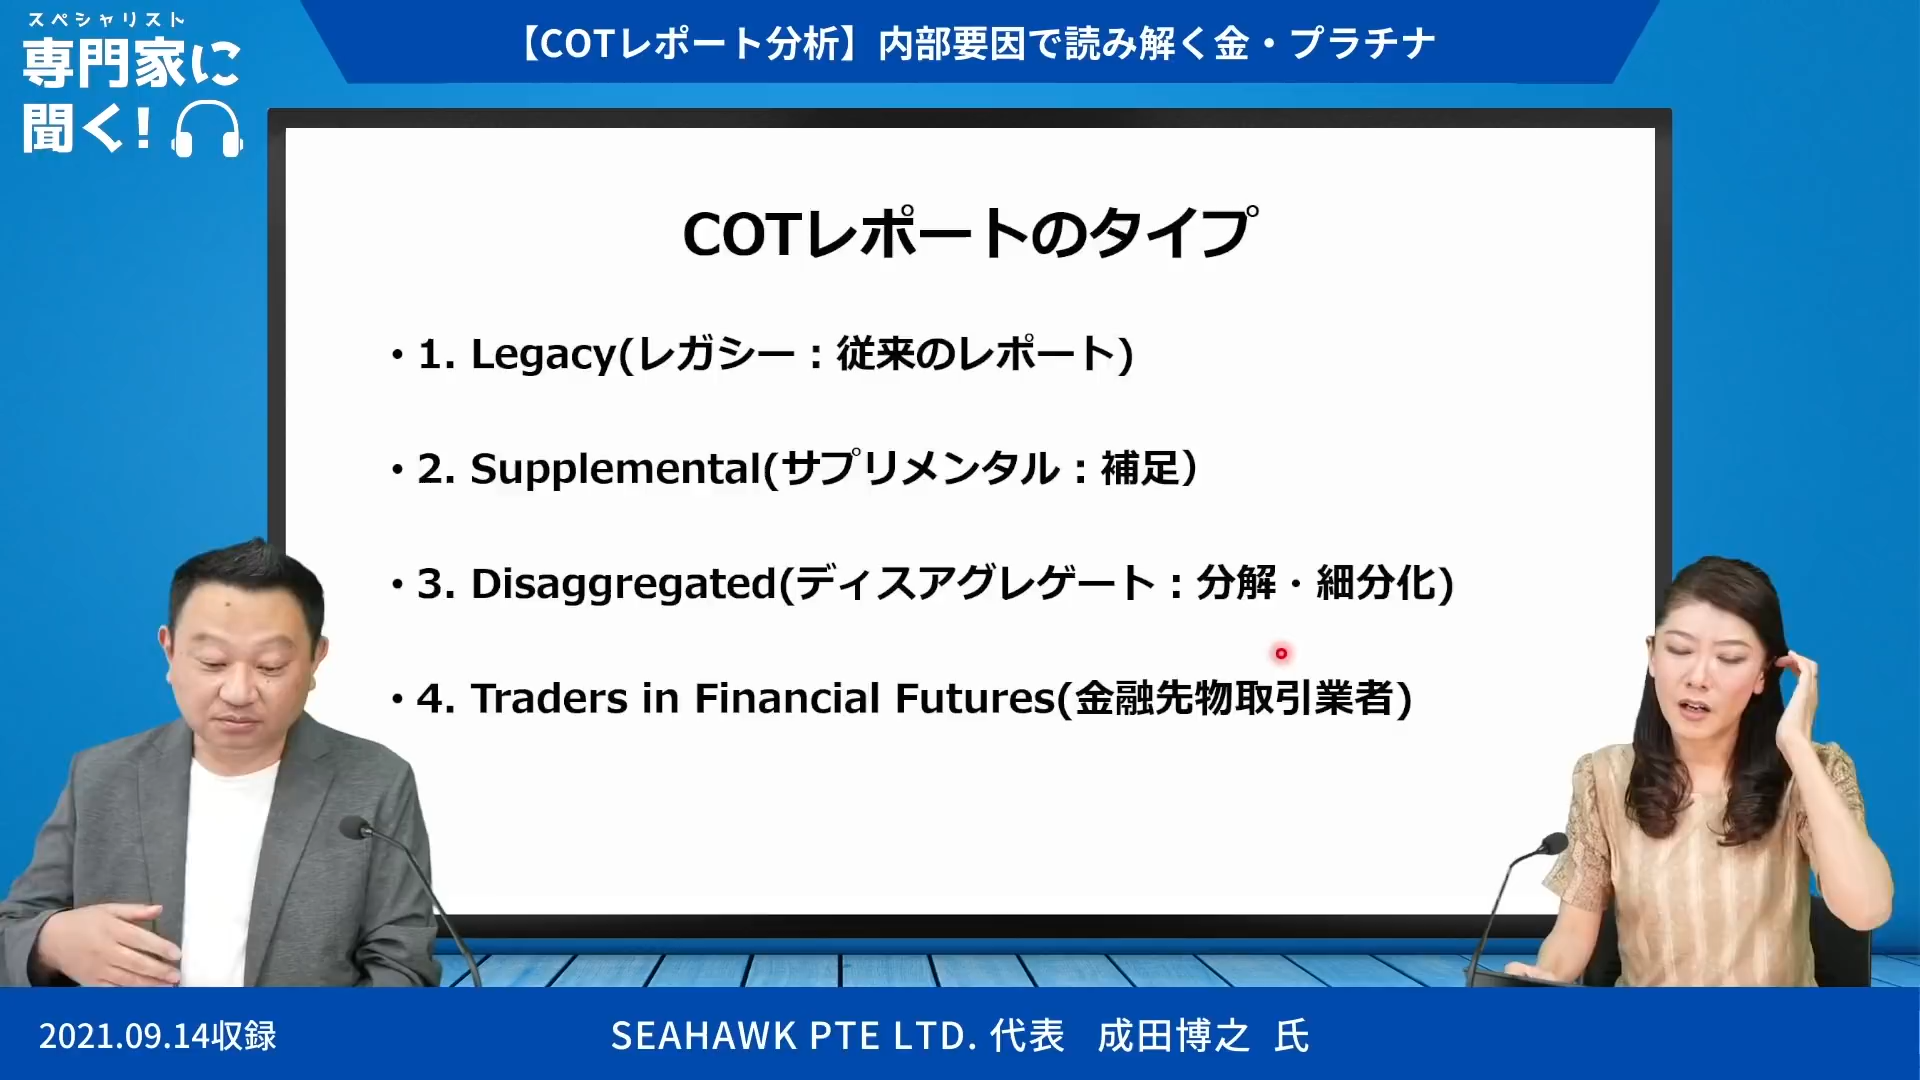 スペシャリスト
専門家に
聞く!
【COTレポート分析】内部要因で読み解く金・プラチナ
COTレポートのタイプ
・1. Legacy(レガシー：従来のレポート)
・2. Supplemental(サプリメンタル：補足）
・3. Disaggregated(ディスアグレゲート：分解・細分化)
・4. Traders in Financial Futures(金融先物取引業者)
2021.09.14収録
SEAHAWK PTE LTD. 代表 成田博之 氏